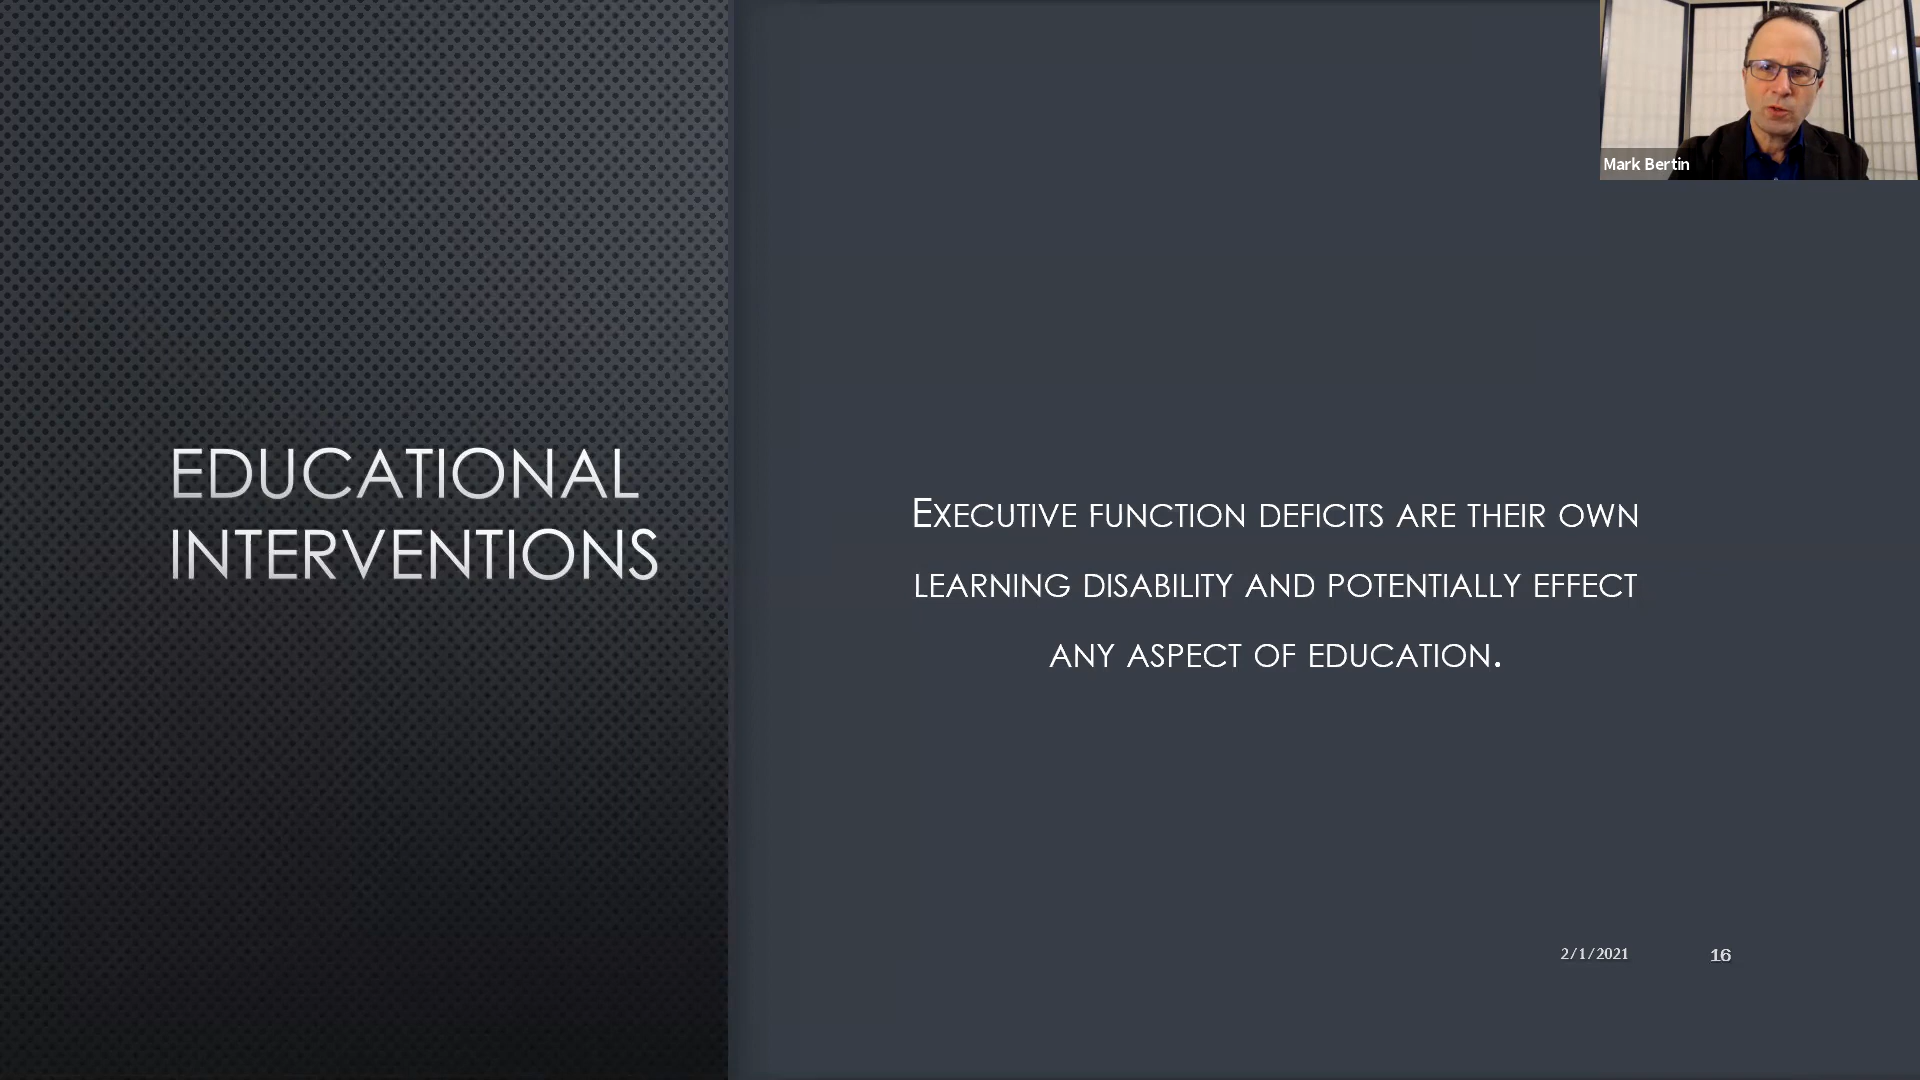 Mark Bertin
EDUCATIONAL
INTERVENTIONS
Executive function deficits are their own
learning disability and potentially effect
any aspect of education.
2/1/2021
16